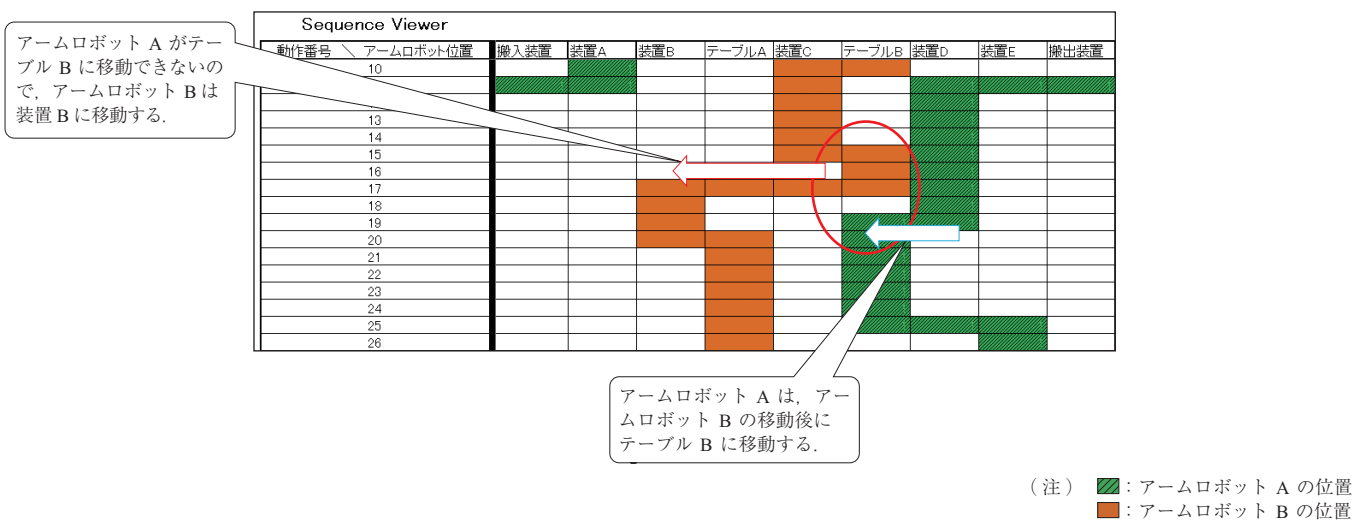 Sequence Viewer
アームロボット A がテー
ブル B に移動できないの
で，アームロボット B は
装置 B に移動する．
動作番号 ＼ アームロボット位置 搬入装置 装置A 装置B テーブルA 装置C テーブルB 装置D 装置E 搬出装置
10
13
14
15
16
17
18
19
20
21
22
23
24
25
26
アームロボット A は，アー
ムロボット B の移動後に
テーブル B に移動する．
（注） ：アームロボット A の位置
：アームロボット B の位置